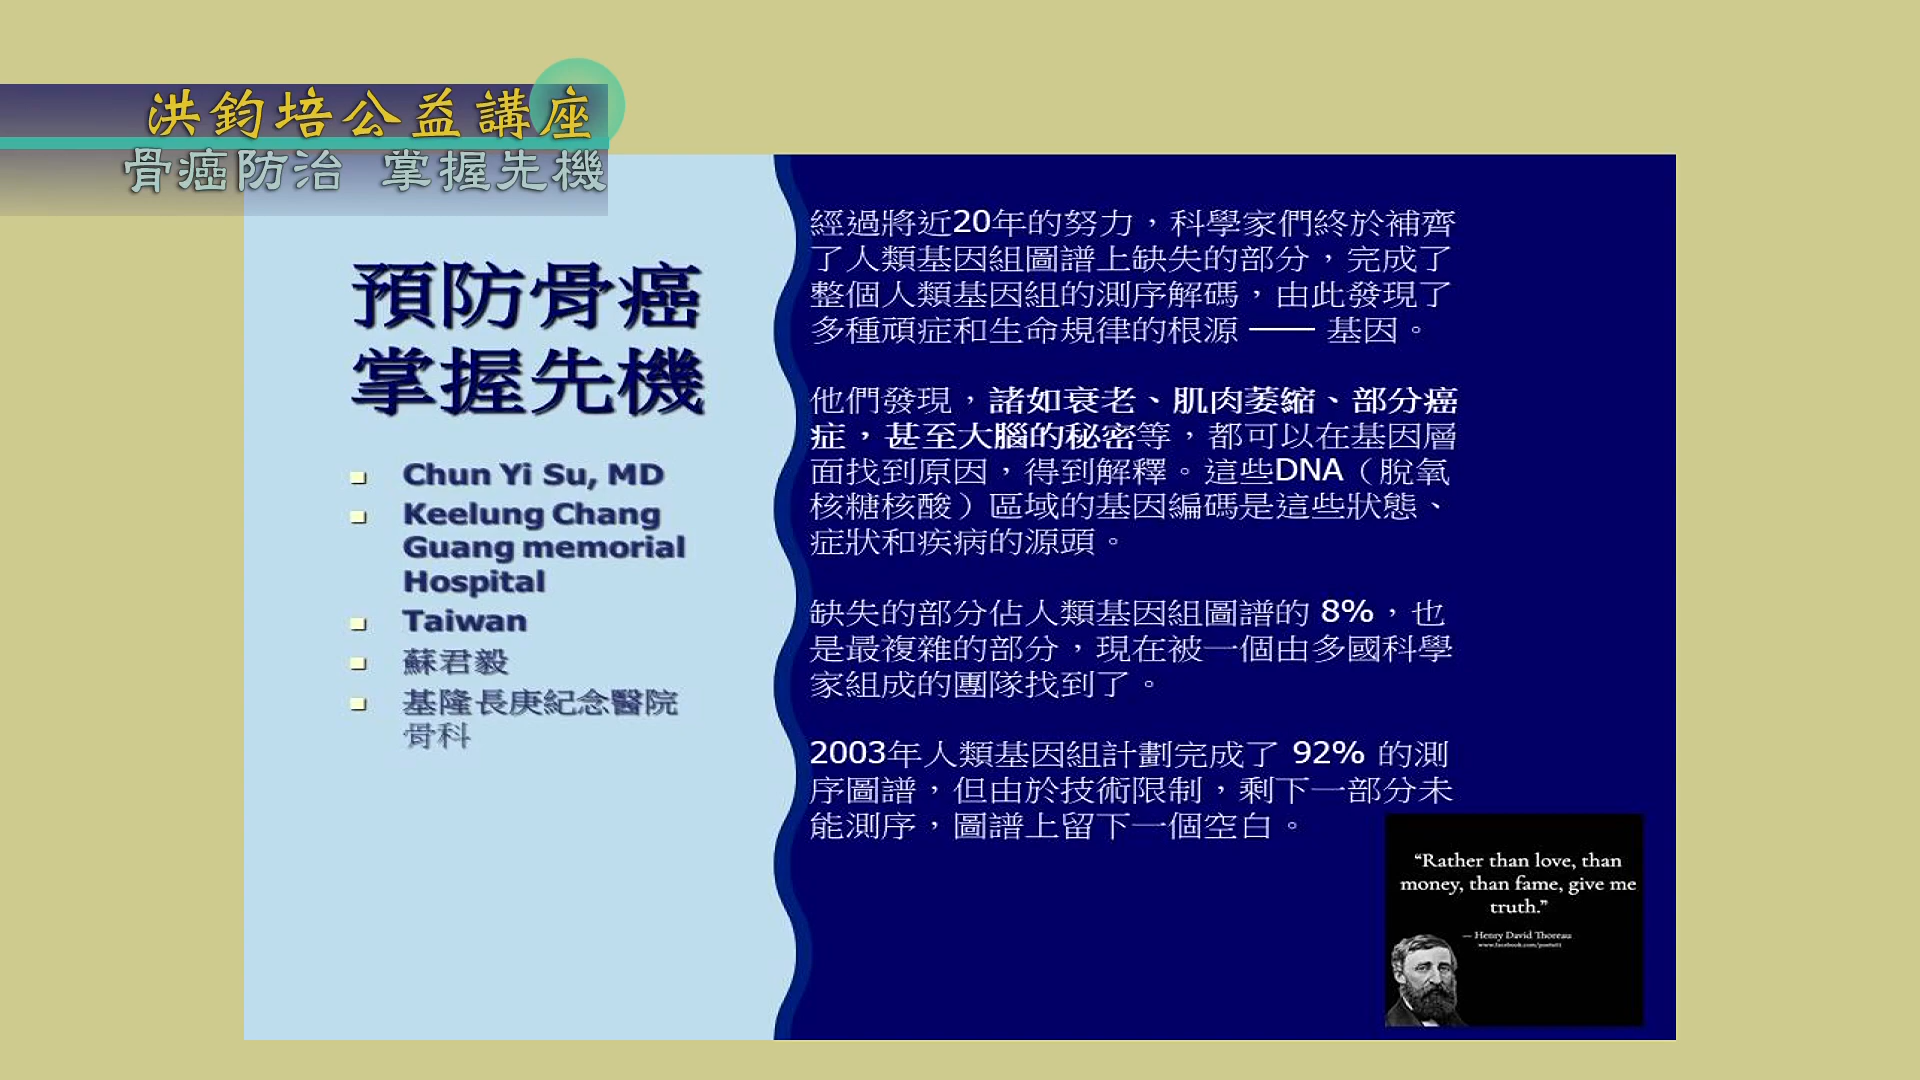 洪鈞培公益講座
骨癌防治 掌握先機
預防骨癌
掌握先機
Chun Yi Su, MD
Keelung Chang
Guang memorial
Hospital
Taiwan
蘇君毅
基隆長庚紀念醫院
骨科
經過將近20年的努力，科學家們終於補齊
了人類基因組圖譜上缺失的部分，完成了
整個人類基因組的測序解碼，由此發現了
多種頑症和生命規律的根源 —— 基因。
他們發現，諸如衰老、肌肉萎縮、部分癌
症，甚至大腦的秘密等，都可以在基因層
面找到原因，得到解釋。這些DNA（脫氧
核糖核酸）區域的基因編碼是這些狀態、
症狀和疾病的源頭。
缺失的部分佔人類基因組圖譜的 8%，也
是最複雜的部分，現在被一個由多國科學
家組成的團隊找到了。
2003年人類基因組計劃完成了 92% 的測
序圖譜，但由於技術限制，剩下一部分未
能測序，圖譜上留下一個空白。
“Rather than love, than
money, than fame, give me
truth.”
— Henry David Thoreau